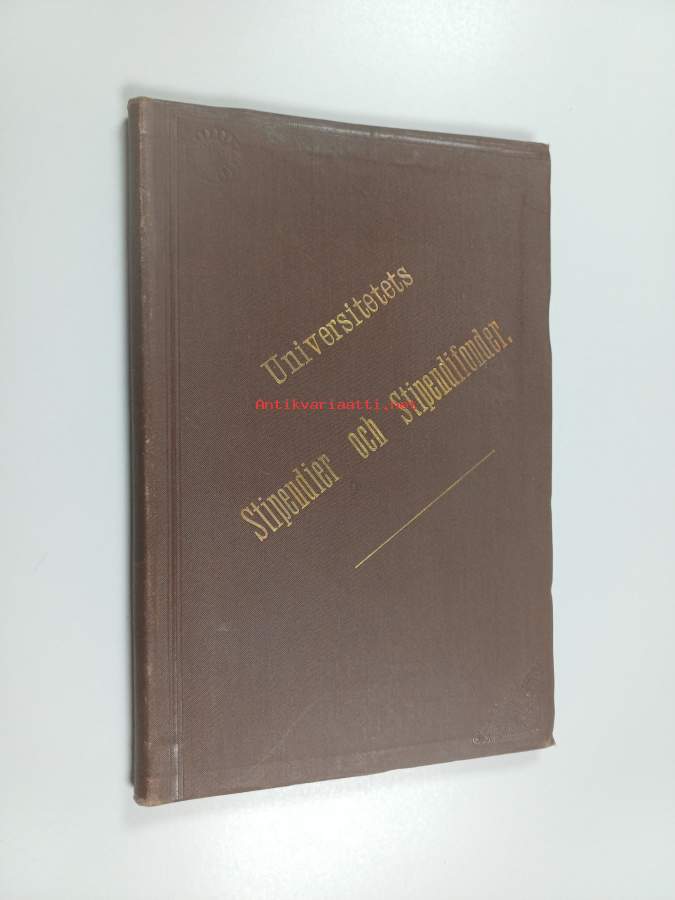 Universitetets
Antikvariaatti.net
Stipendier och Stipendifonder.